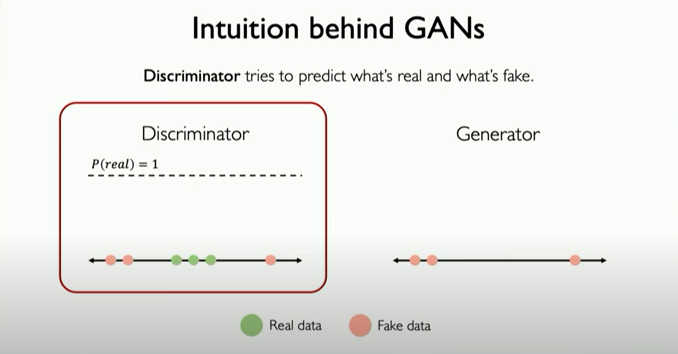 Intuition behind GANs
Discriminator tries to predict what's real and what's fake.
Discriminator
Generator
P(real) = 1
Real data
Fake data